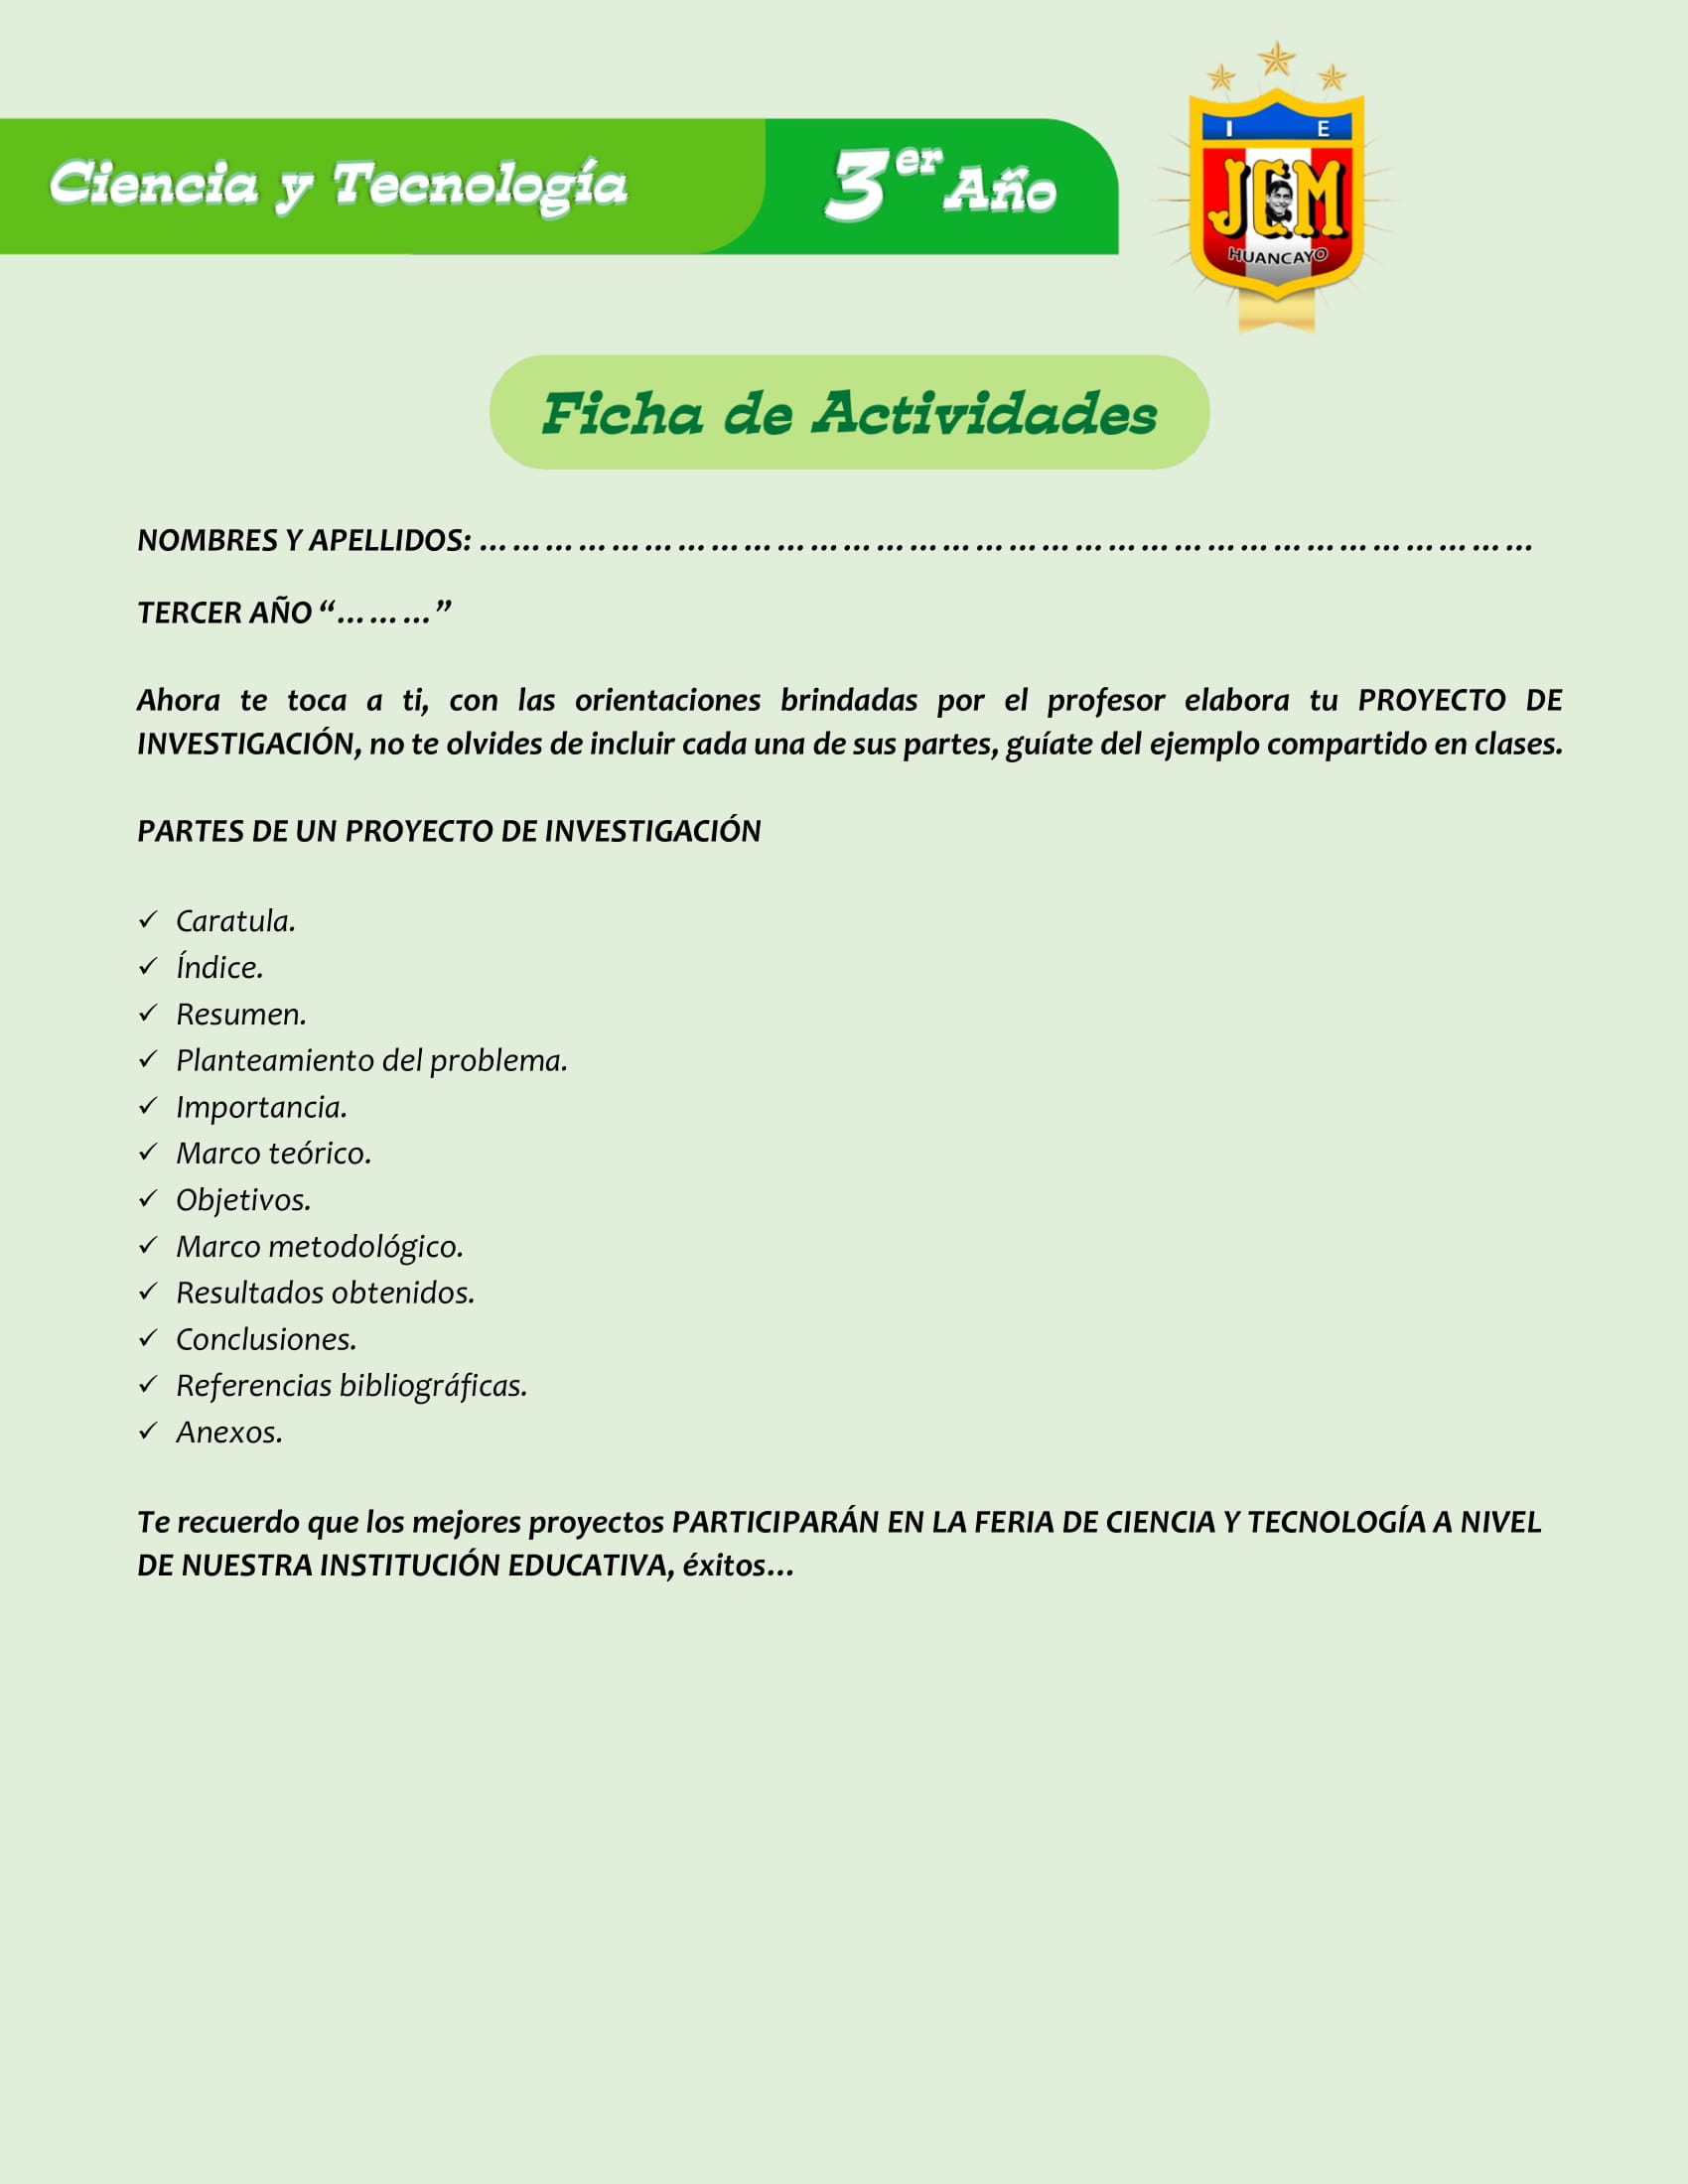 Ciencia y Tecnología
3er Año
I E
JCM
HUANCAYO
Ficha de Actividades
NOMBRES Y APELLIDOS: ………………………………………………………………………………………
TERCER AÑO “………”
Ahora te toca a ti, con las orientaciones brindadas por el profesor elabora tu PROYECTO DE
INVESTIGACIÓN, no te olvides de incluir cada una de sus partes, guíate del ejemplo compartido en clases.
PARTES DE UN PROYECTO DE INVESTIGACIÓN
✓ Caratula.
✓ Índice.
✓ Resumen.
✓ Planteamiento del problema.
✓ Importancia.
✓ Marco teórico.
✓ Objetivos.
✓ Marco metodológico.
✓ Resultados obtenidos.
✓ Conclusiones.
✓ Referencias bibliográficas.
✓ Anexos.
Te recuerdo que los mejores proyectos PARTICIPARÁN EN LA FERIA DE CIENCIA Y TECNOLOGÍA A NIVEL
DE NUESTRA INSTITUCIÓN EDUCATIVA, éxitos…